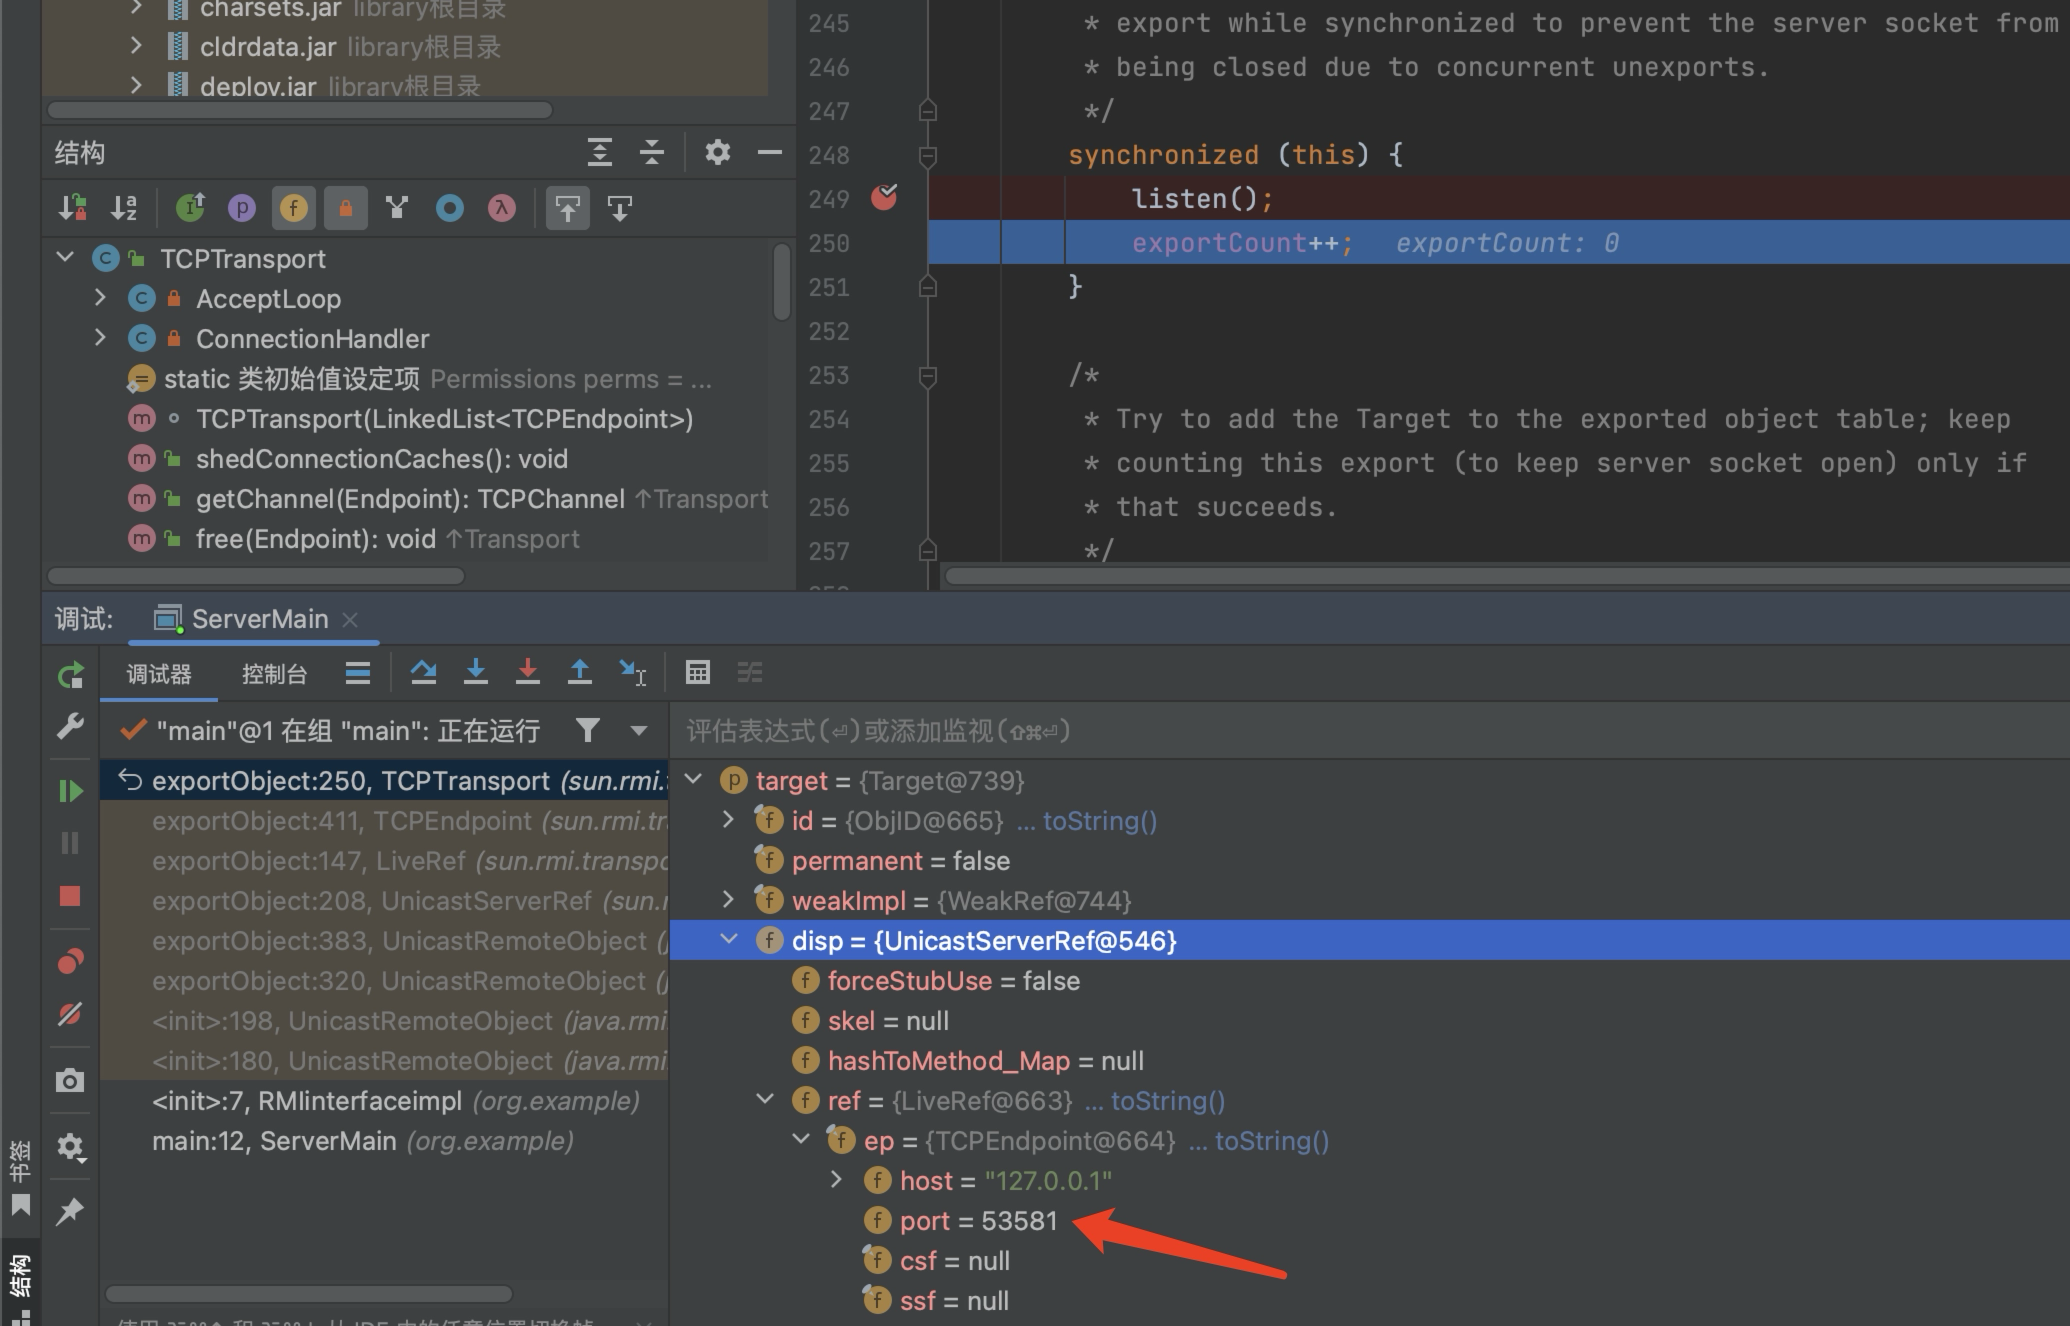 charsets.jar library根目录
cldrdata.jar library根目录
deploy.jar library根目录
结构
TCPTransport
AcceptLoop
ConnectionHandler
static 类初始值设定项 Permissions perms = ...
TCPTransport(LinkedList<TCPEndpoint>)
shedConnectionCaches(): void
getChannel(Endpoint): TCPChannel ↑Transport
free(Endpoint): void ↑Transport
245 * export while synchronized to prevent the server socket from
246 * being closed due to concurrent unexports.
247 */
248 synchronized (this) {
249 listen();
250 exportCount++; exportCount: 0
251 }
252
253 /*
254 * Try to add the Target to the exported object table; keep
255 * counting this export (to keep server socket open) only if
256 * that succeeds.
257 */
调试: ServerMain
调试器 控制台
"main"@1 在组 "main": 正在运行
exportObject:250, TCPTransport (sun.rmi.
exportObject:411, TCPEndpoint (sun.rmi.tr
exportObject:147, LiveRef (sun.rmi.transpo
exportObject:208, UnicastServerRef (sun.r
exportObject:383, UnicastRemoteObject (j
exportObject:320, UnicastRemoteObject (j
<init>:198, UnicastRemoteObject (java.rmi
<init>:180, UnicastRemoteObject (java.rmi
<init>:7, RMIinterfaceimpl (org.example)
main:12, ServerMain (org.example)
评估表达式(⏎)或添加监视(⇧⌘⏎)
target = {Target@739}
id = {ObjID@665} ... toString()
permanent = false
weakImpl = {WeakRef@744}
disp = {UnicastServerRef@546}
forceStubUse = false
skel = null
hashToMethod_Map = null
ref = {LiveRef@663} ... toString()
ep = {TCPEndpoint@664} ... toString()
host = "127.0.0.1"
port = 53581
csf = null
ssf = null
书签
结构